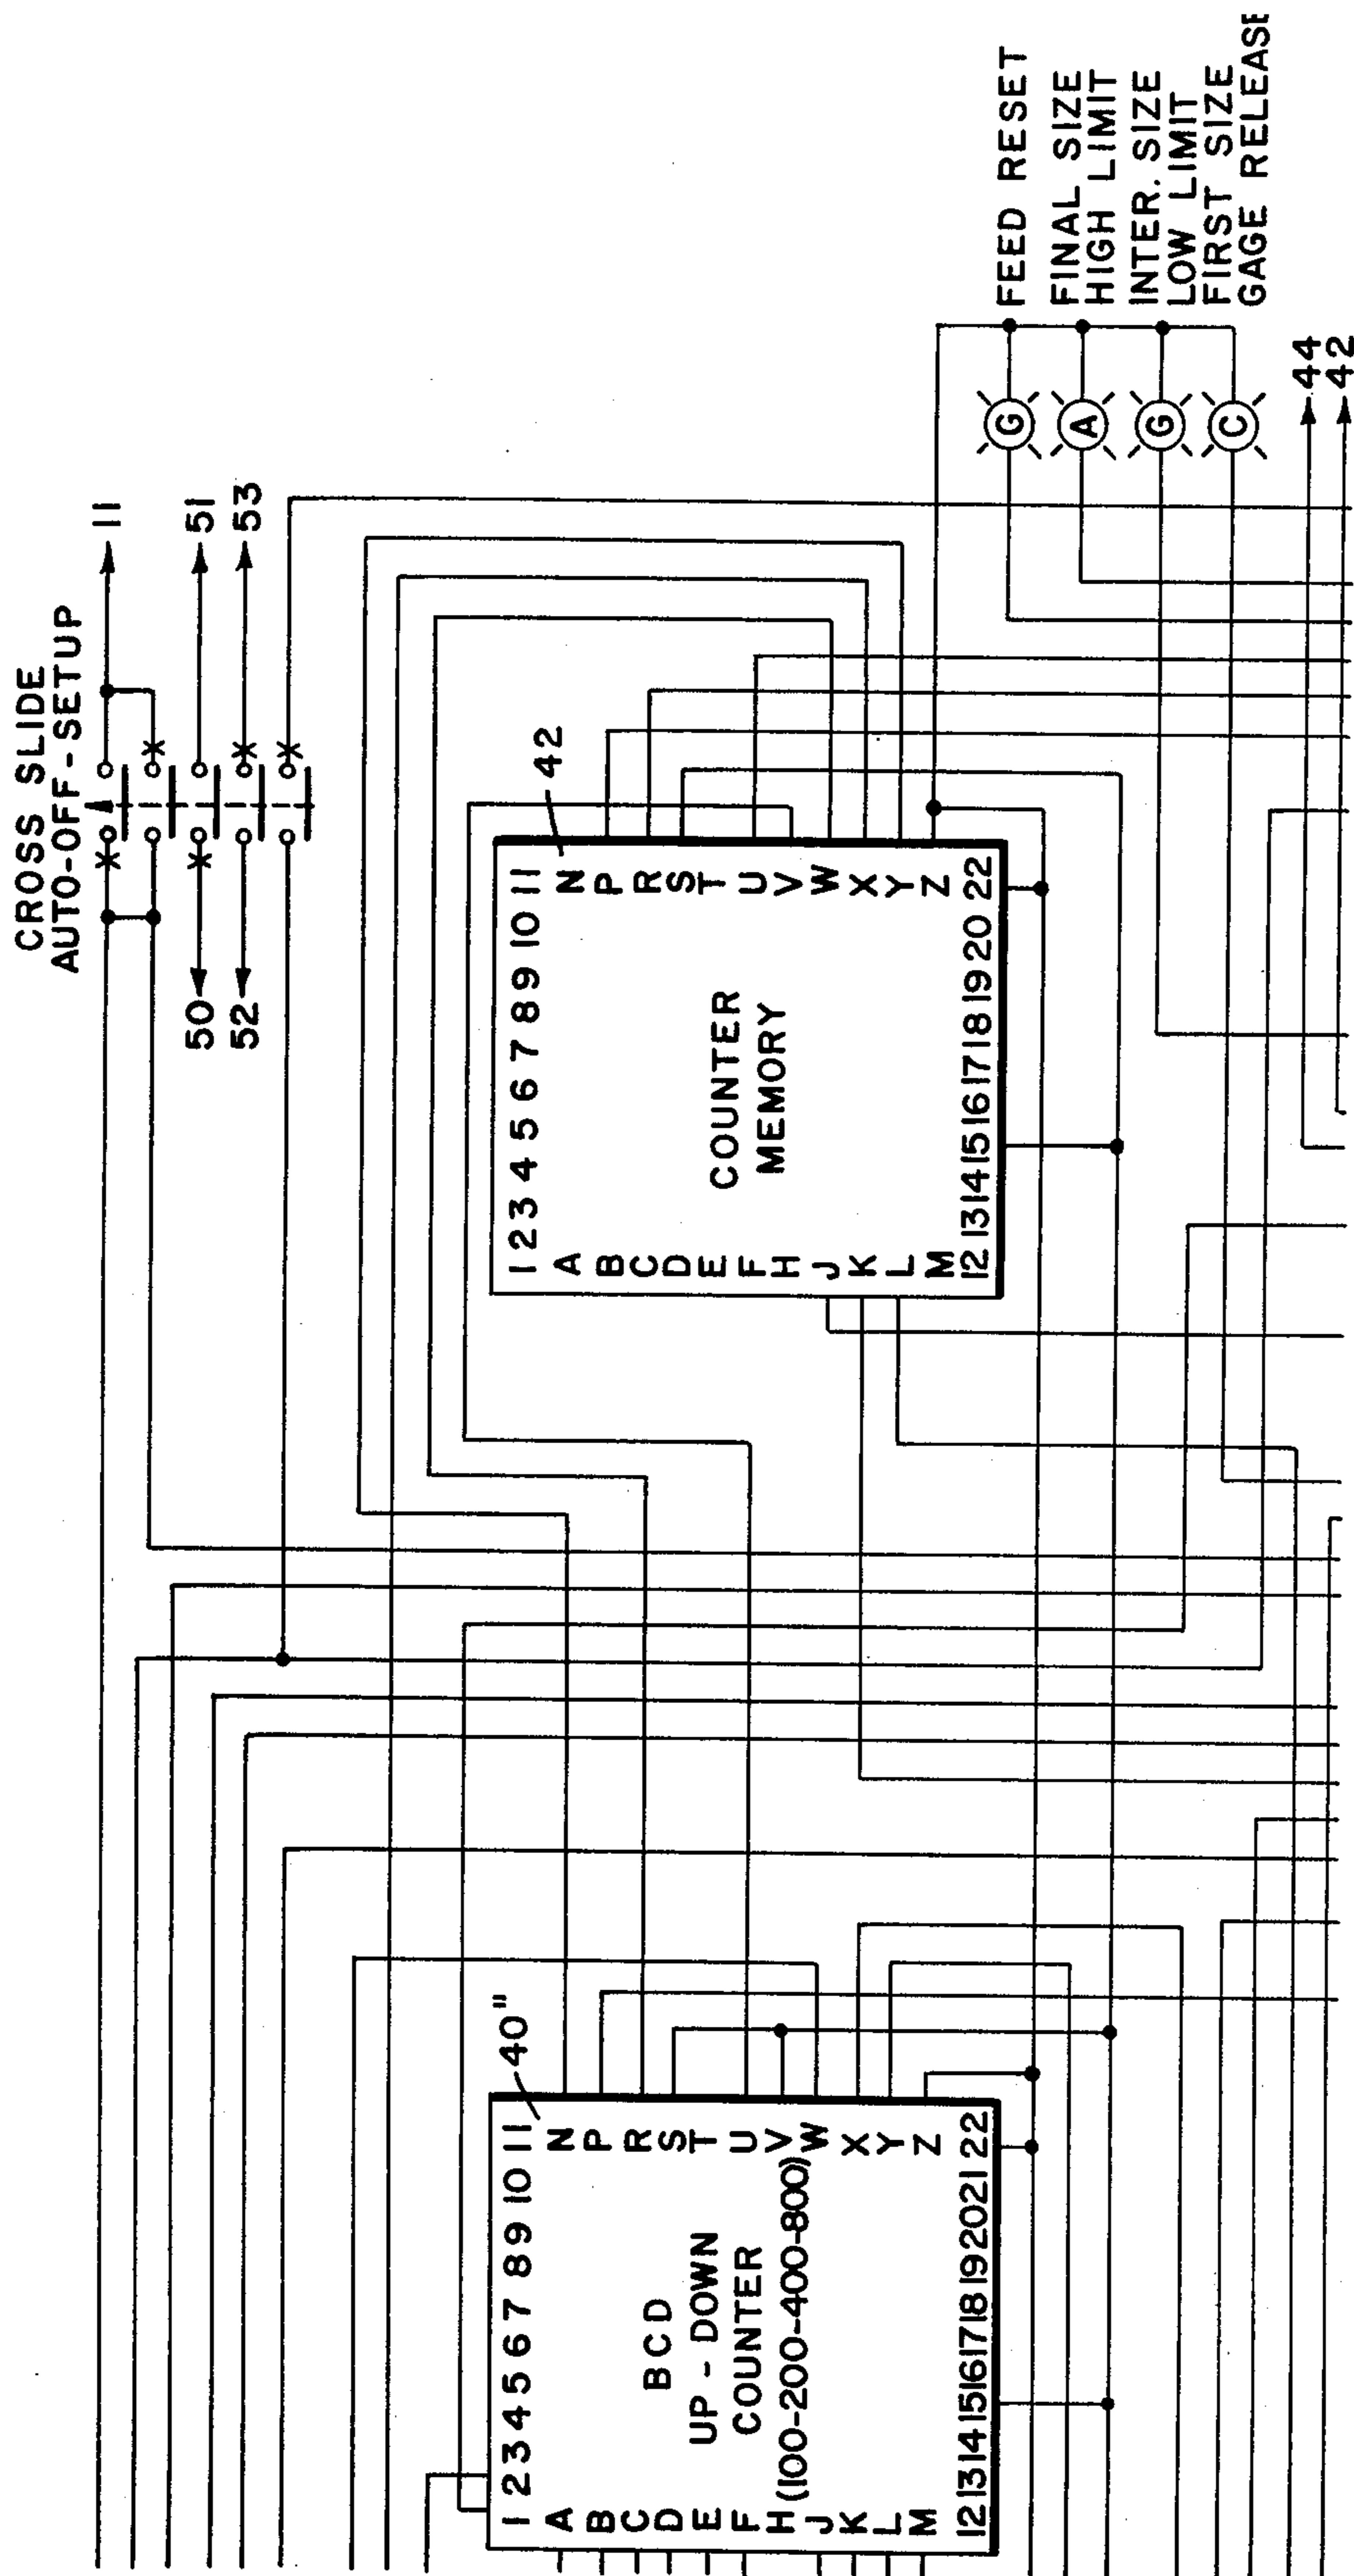 CROSS SLIDE
AUTO-OFF-SETUP
11
50
51
52
53
40"
1 2 3 4 5 6 7 8 9 10 11
A
B
C
D
E
F
H
J
K
L
M
N
P
R
S
T
U
V
W
X
Y
Z
BCD
UP - DOWN
COUNTER
(100-200-400-800)
12 13 14 15 16 17 18 19 20 21 22
42
1 2 3 4 5 6 7 8 9 10 11
A
B
C
D
E
F
H
J
K
L
M
N
P
R
S
T
U
V
W
X
Y
Z
COUNTER
MEMORY
12 13 14 15 16 17 18 19 20 22
G
FEED RESET
A
FINAL SIZE
HIGH LIMIT
G
INTER. SIZE
LOW LIMIT
C
FIRST SIZE
GAGE RELEASE
44
42